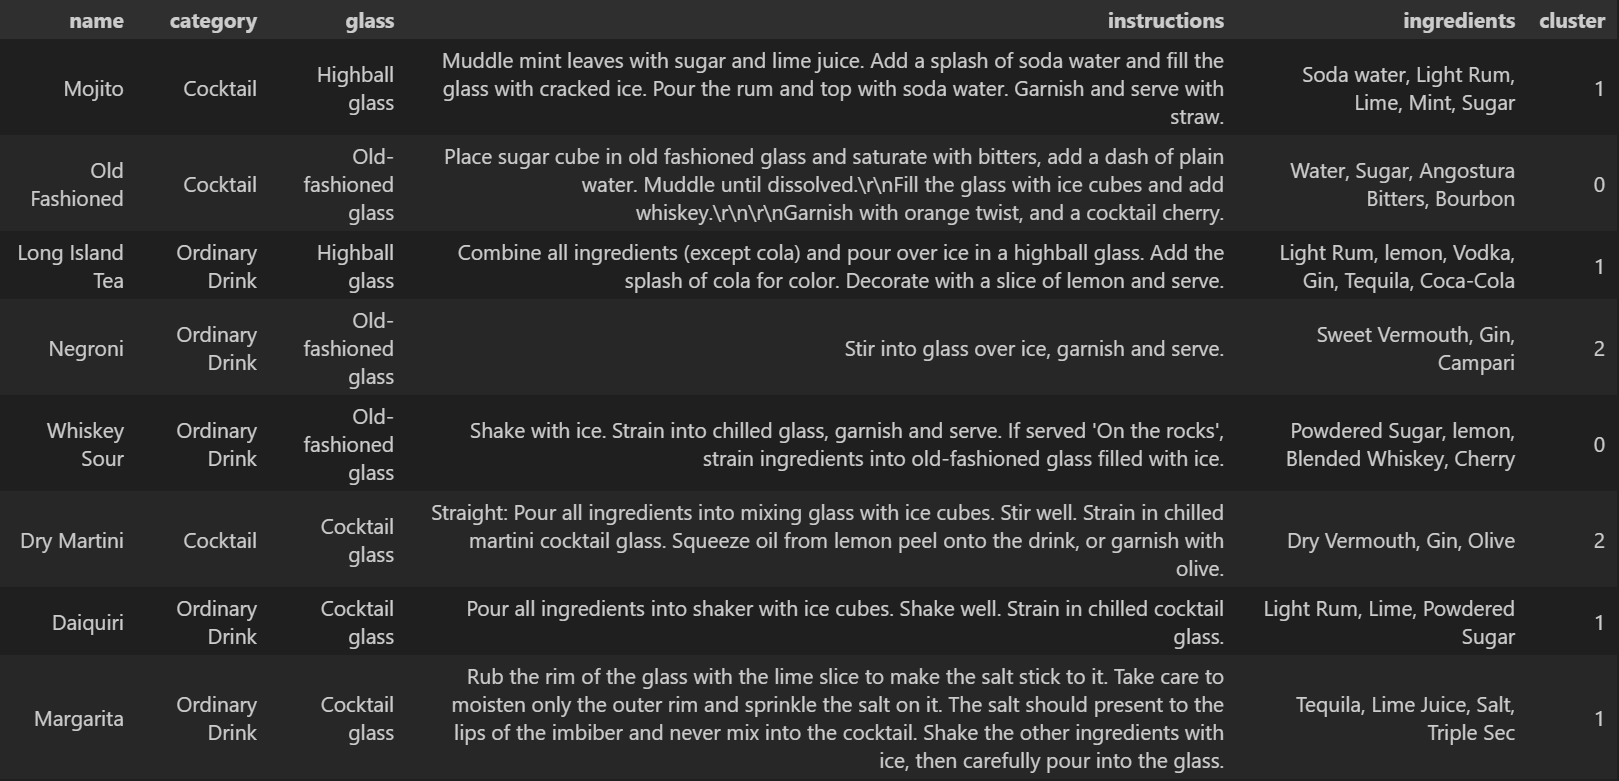 name category glass instructions ingredients cluster
Mojito Cocktail Highball glass Muddle mint leaves with sugar and lime juice. Add a splash of soda water and fill the glass with cracked ice. Pour the rum and top with soda water. Garnish and serve with straw. Soda water, Light Rum, Lime, Mint, Sugar 1
Old Fashioned Cocktail Old-fashioned glass Place sugar cube in old fashioned glass and saturate with bitters, add a dash of plain water. Muddle until dissolved.\r\nFill the glass with ice cubes and add whiskey.\r\n\r\nGarnish with orange twist, and a cocktail cherry. Water, Sugar, Angostura Bitters, Bourbon 0
Long Island Tea Ordinary Drink Highball glass Combine all ingredients (except cola) and pour over ice in a highball glass. Add the splash of cola for color. Decorate with a slice of lemon and serve. Light Rum, lemon, Vodka, Gin, Tequila, Coca-Cola 1
Negroni Ordinary Drink Old-fashioned glass Stir into glass over ice, garnish and serve. Sweet Vermouth, Gin, Campari 2
Whiskey Sour Ordinary Drink Old-fashioned glass Shake with ice. Strain into chilled glass, garnish and serve. If served 'On the rocks', strain ingredients into old-fashioned glass filled with ice. Powdered Sugar, lemon, Blended Whiskey, Cherry 0
Dry Martini Cocktail Cocktail glass Straight: Pour all ingredients into mixing glass with ice cubes. Stir well. Strain in chilled martini cocktail glass. Squeeze oil from lemon peel onto the drink, or garnish with olive. Dry Vermouth, Gin, Olive 2
Daiquiri Ordinary Drink Cocktail glass Pour all ingredients into shaker with ice cubes. Shake well. Strain in chilled cocktail glass. Light Rum, Lime, Powdered Sugar 1
Margarita Ordinary Drink Cocktail glass Rub the rim of the glass with the lime slice to make the salt stick to it. Take care to moisten only the outer rim and sprinkle the salt on it. The salt should present to the lips of the imbiber and never mix into the cocktail. Shake the other ingredients with ice, then carefully pour into the glass. Tequila, Lime Juice, Salt, Triple Sec 1